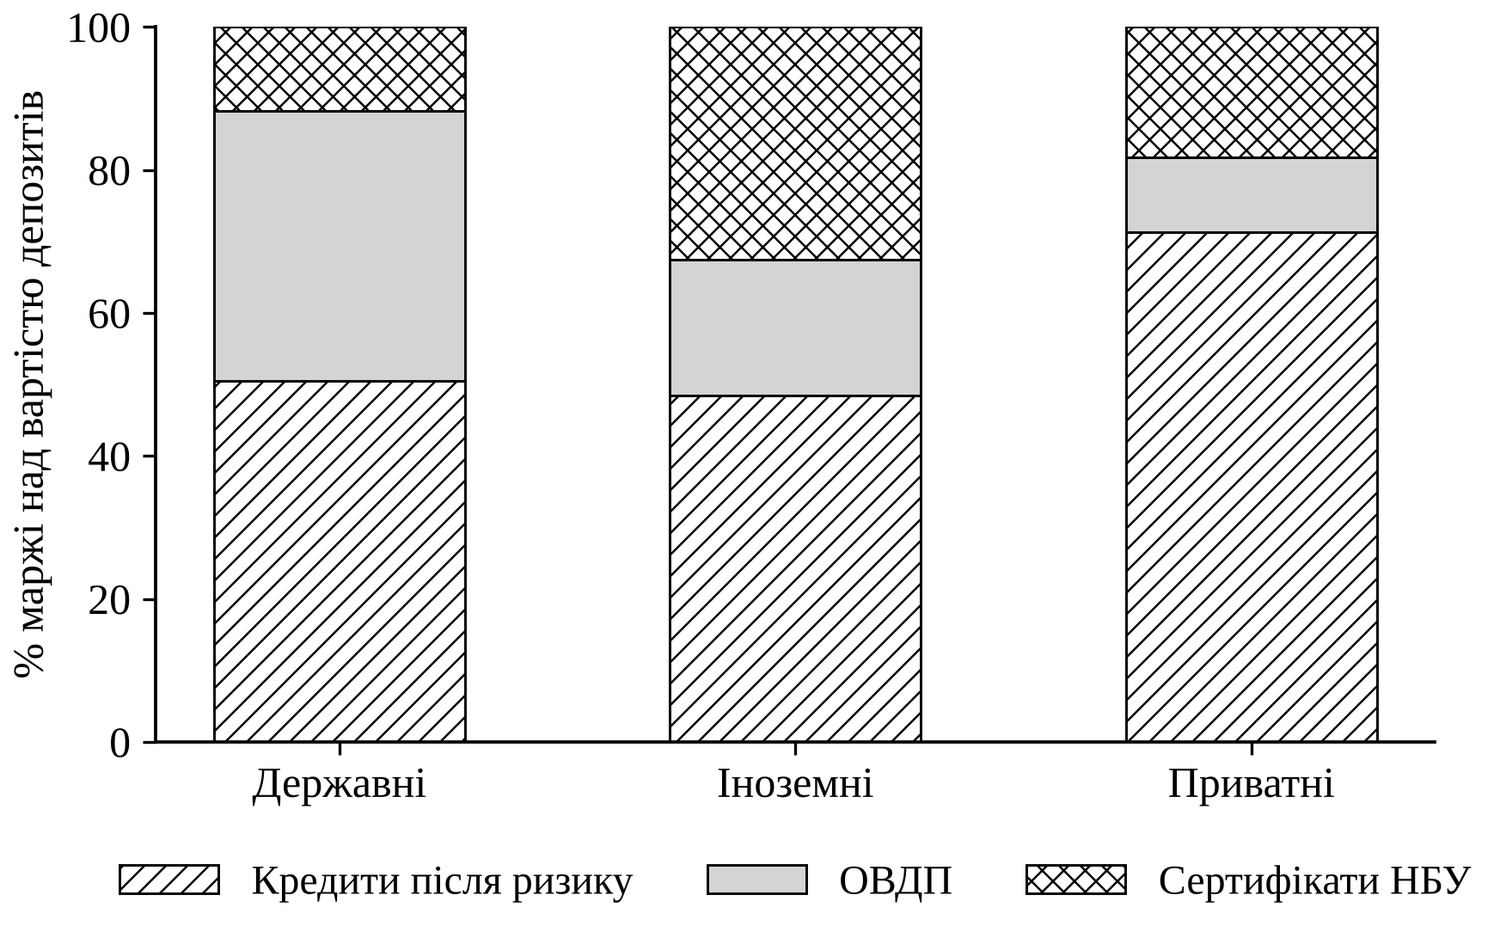 % маржі над вартістю депозитів
100
80
60
40
20
0
Державні Іноземні Приватні
Кредити після ризику ОВДП Сертифікати НБУ